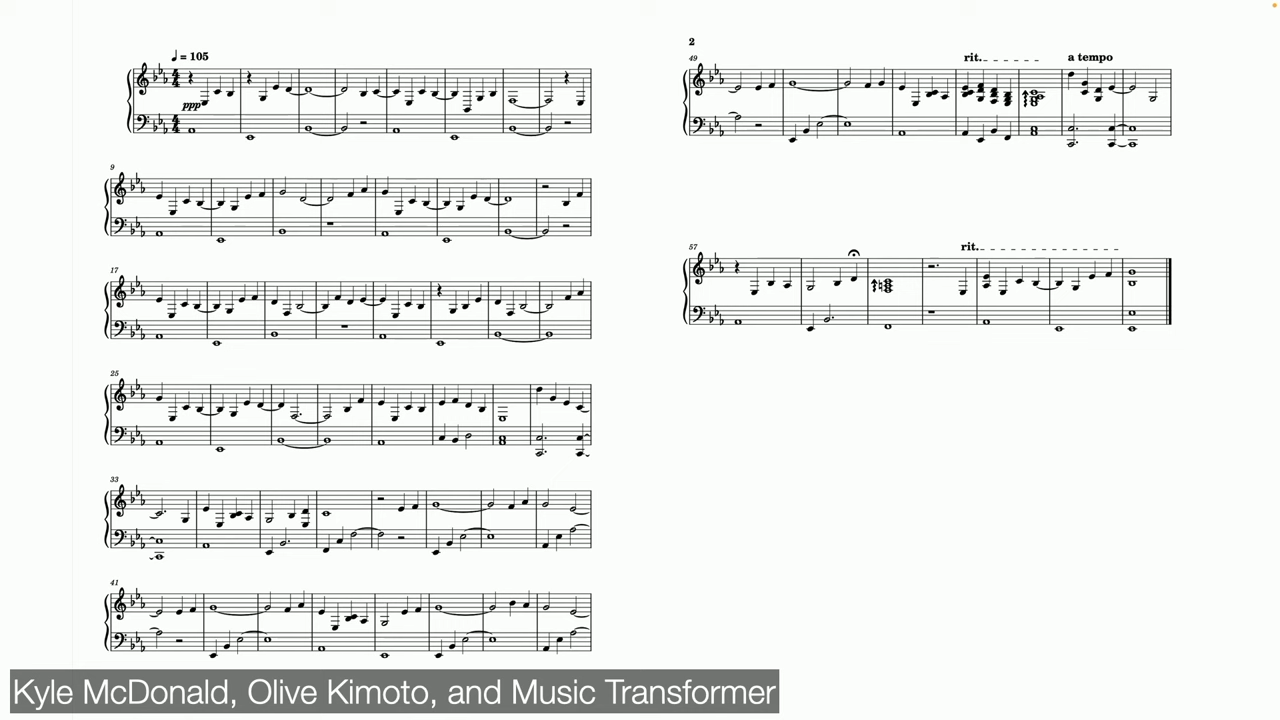 ♩ = 105
ppp
9
17
25
33
41
2
49
rit.
a tempo
57
rit.
Kyle McDonald, Olive Kimoto, and Music Transformer